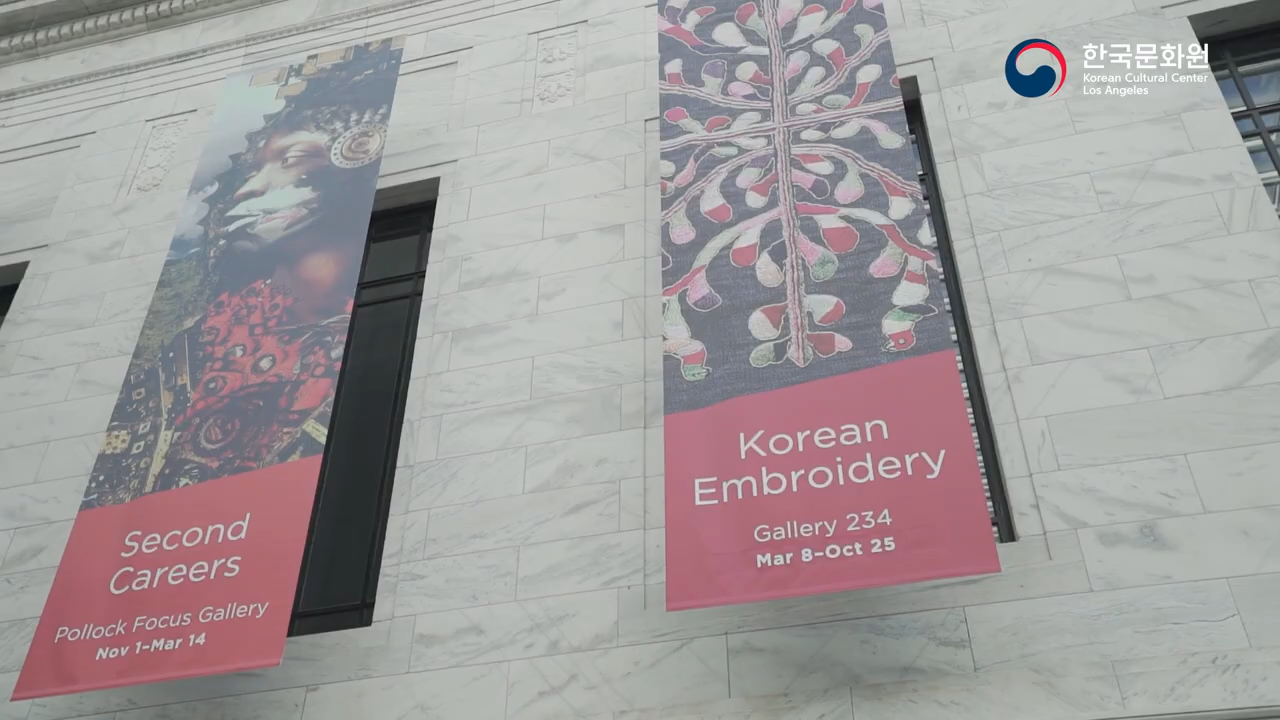 한국문화원
Korean Cultural Center
Los Angeles
Second
Careers
Pollock Focus Gallery
Nov 1–Mar 14
Korean
Embroidery
Gallery 234
Mar 8–Oct 25